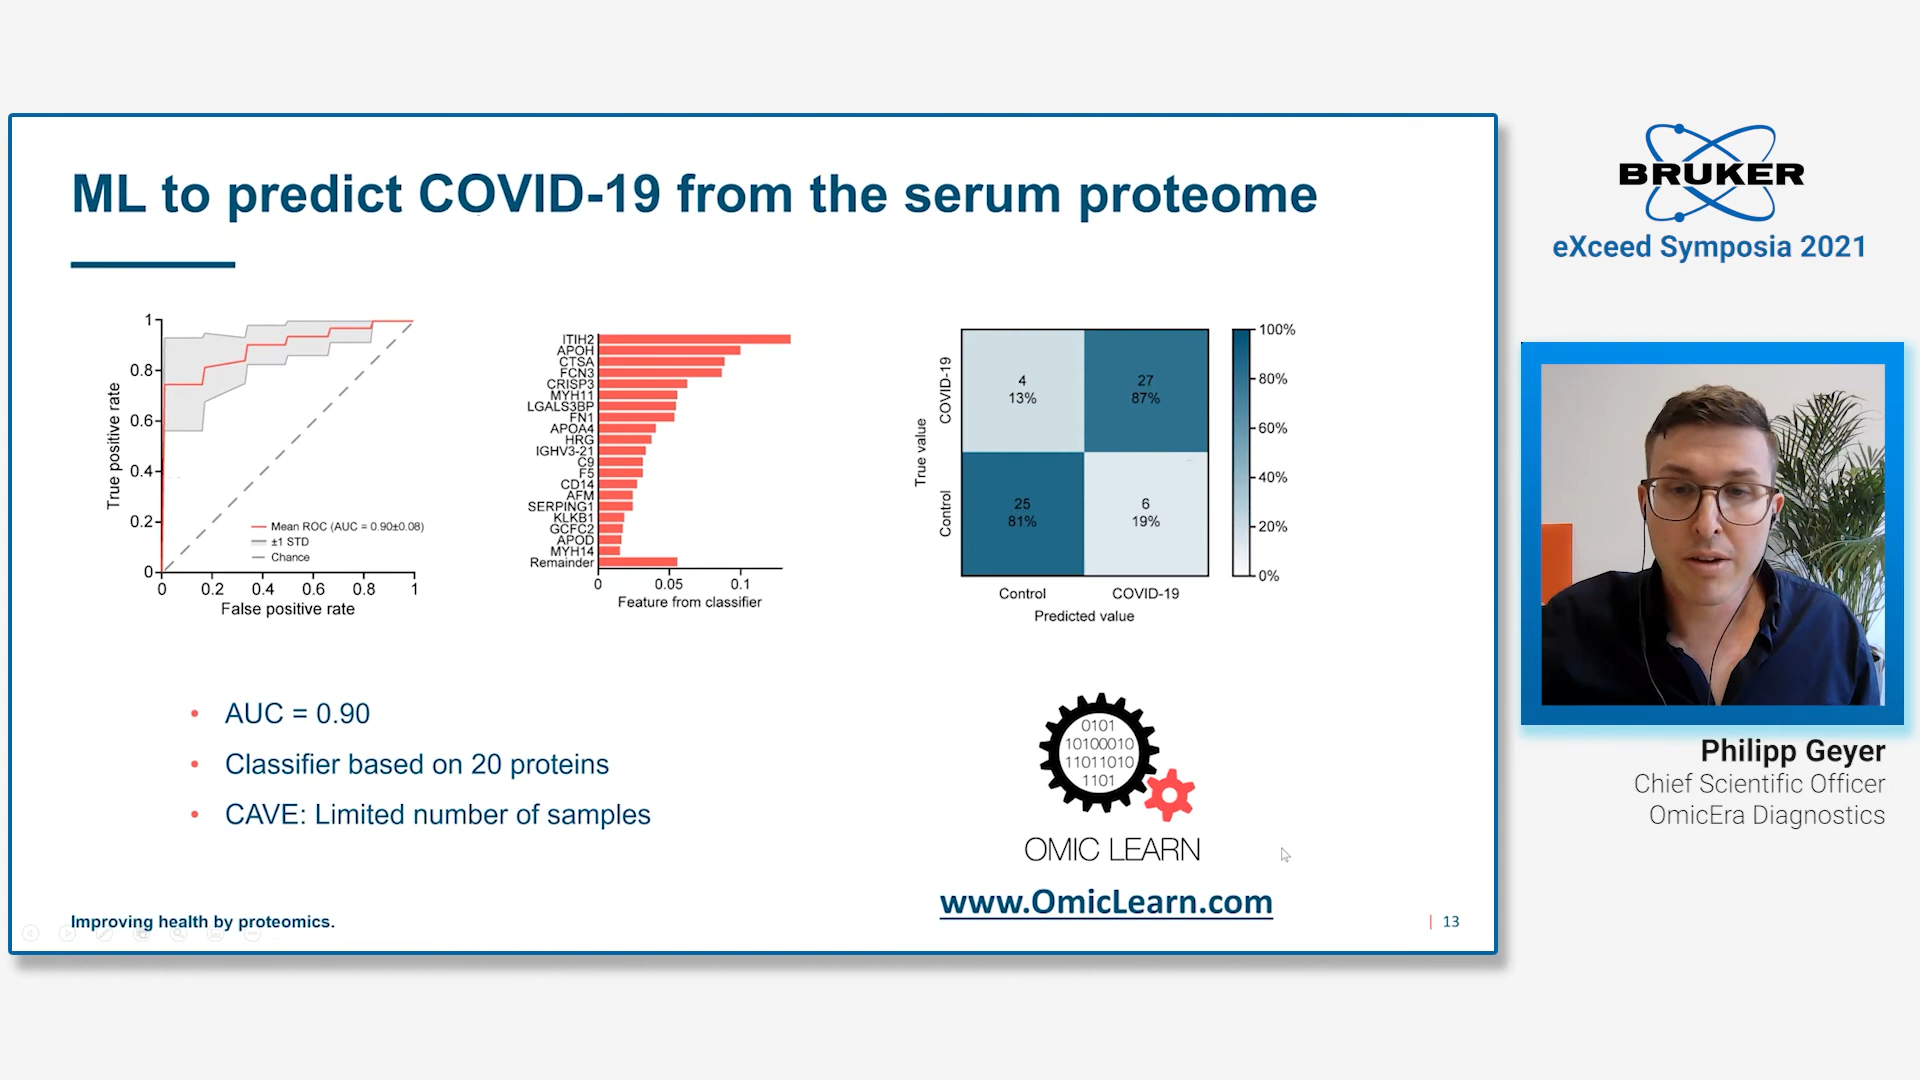 ML to predict COVID-19 from the serum proteome
1
0.8
0.6
0.4
0.2
0
0
0.2
0.4
0.6
0.8
1
True positive rate
False positive rate
Mean ROC (AUC = 0.90±0.08)
±1 STD
Chance
ITIH2
APOH
CTSA
FCN3
CRISP3
MYH11
LGALS3BP
FN1
APOA4
HRG
IGHV3-21
C9
F5
CD14
AFM
SERPING1
KLKB1
GCFC2
APOD
MYH14
Remainder
0
0.05
0.1
Feature from classifier
True value
COVID-19
Control
4
13%
27
87%
25
81%
6
19%
Control
COVID-19
Predicted value
100%
80%
60%
40%
20%
0%
• AUC = 0.90
• Classifier based on 20 proteins
• CAVE: Limited number of samples
0101
10100010
11011010
1101
OMIC LEARN
www.OmicLearn.com
Improving health by proteomics.
| 13
BRUKER
eXceed Symposia 2021
Philipp Geyer
Chief Scientific Officer
OmicEra Diagnostics